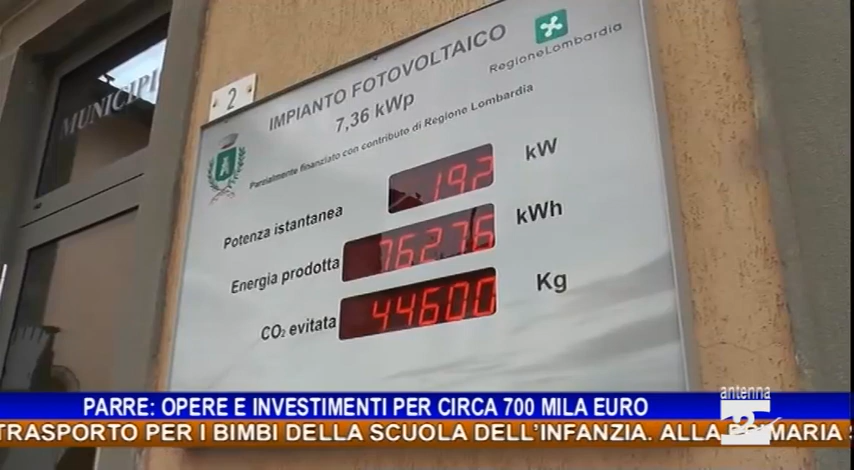 RegioneLombardia
MUNICIPI
2
IMPIANTO FOTOVOLTAICO
7,36 kWp
Parzialmente finanziato con contributo di Regione Lombardia
Potenza istantanea 192 kW
Energia prodotta 76276 kWh
CO2 evitata 44600 Kg
antenna
2
PARRE: OPERE E INVESTIMENTI PER CIRCA 700 MILA EURO
TRASPORTO PER I BIMBI DELLA SCUOLA DELL'INFANZIA. ALLA PRIMARIA S